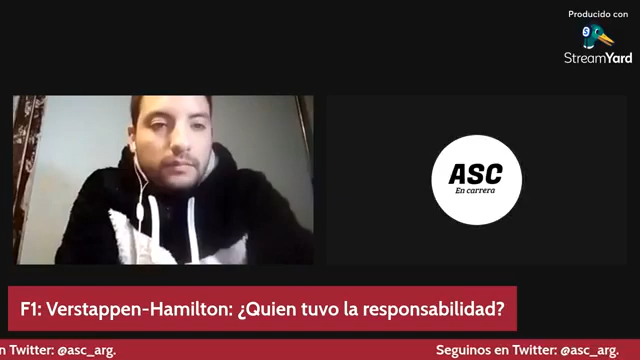 Producido con
StreamYard
ASC
En carrera
F1: Verstappen-Hamilton: ¿Quien tuvo la responsabilidad?
n Twitter: @asc_arg.
Seguinos en Twitter: @asc_arg.